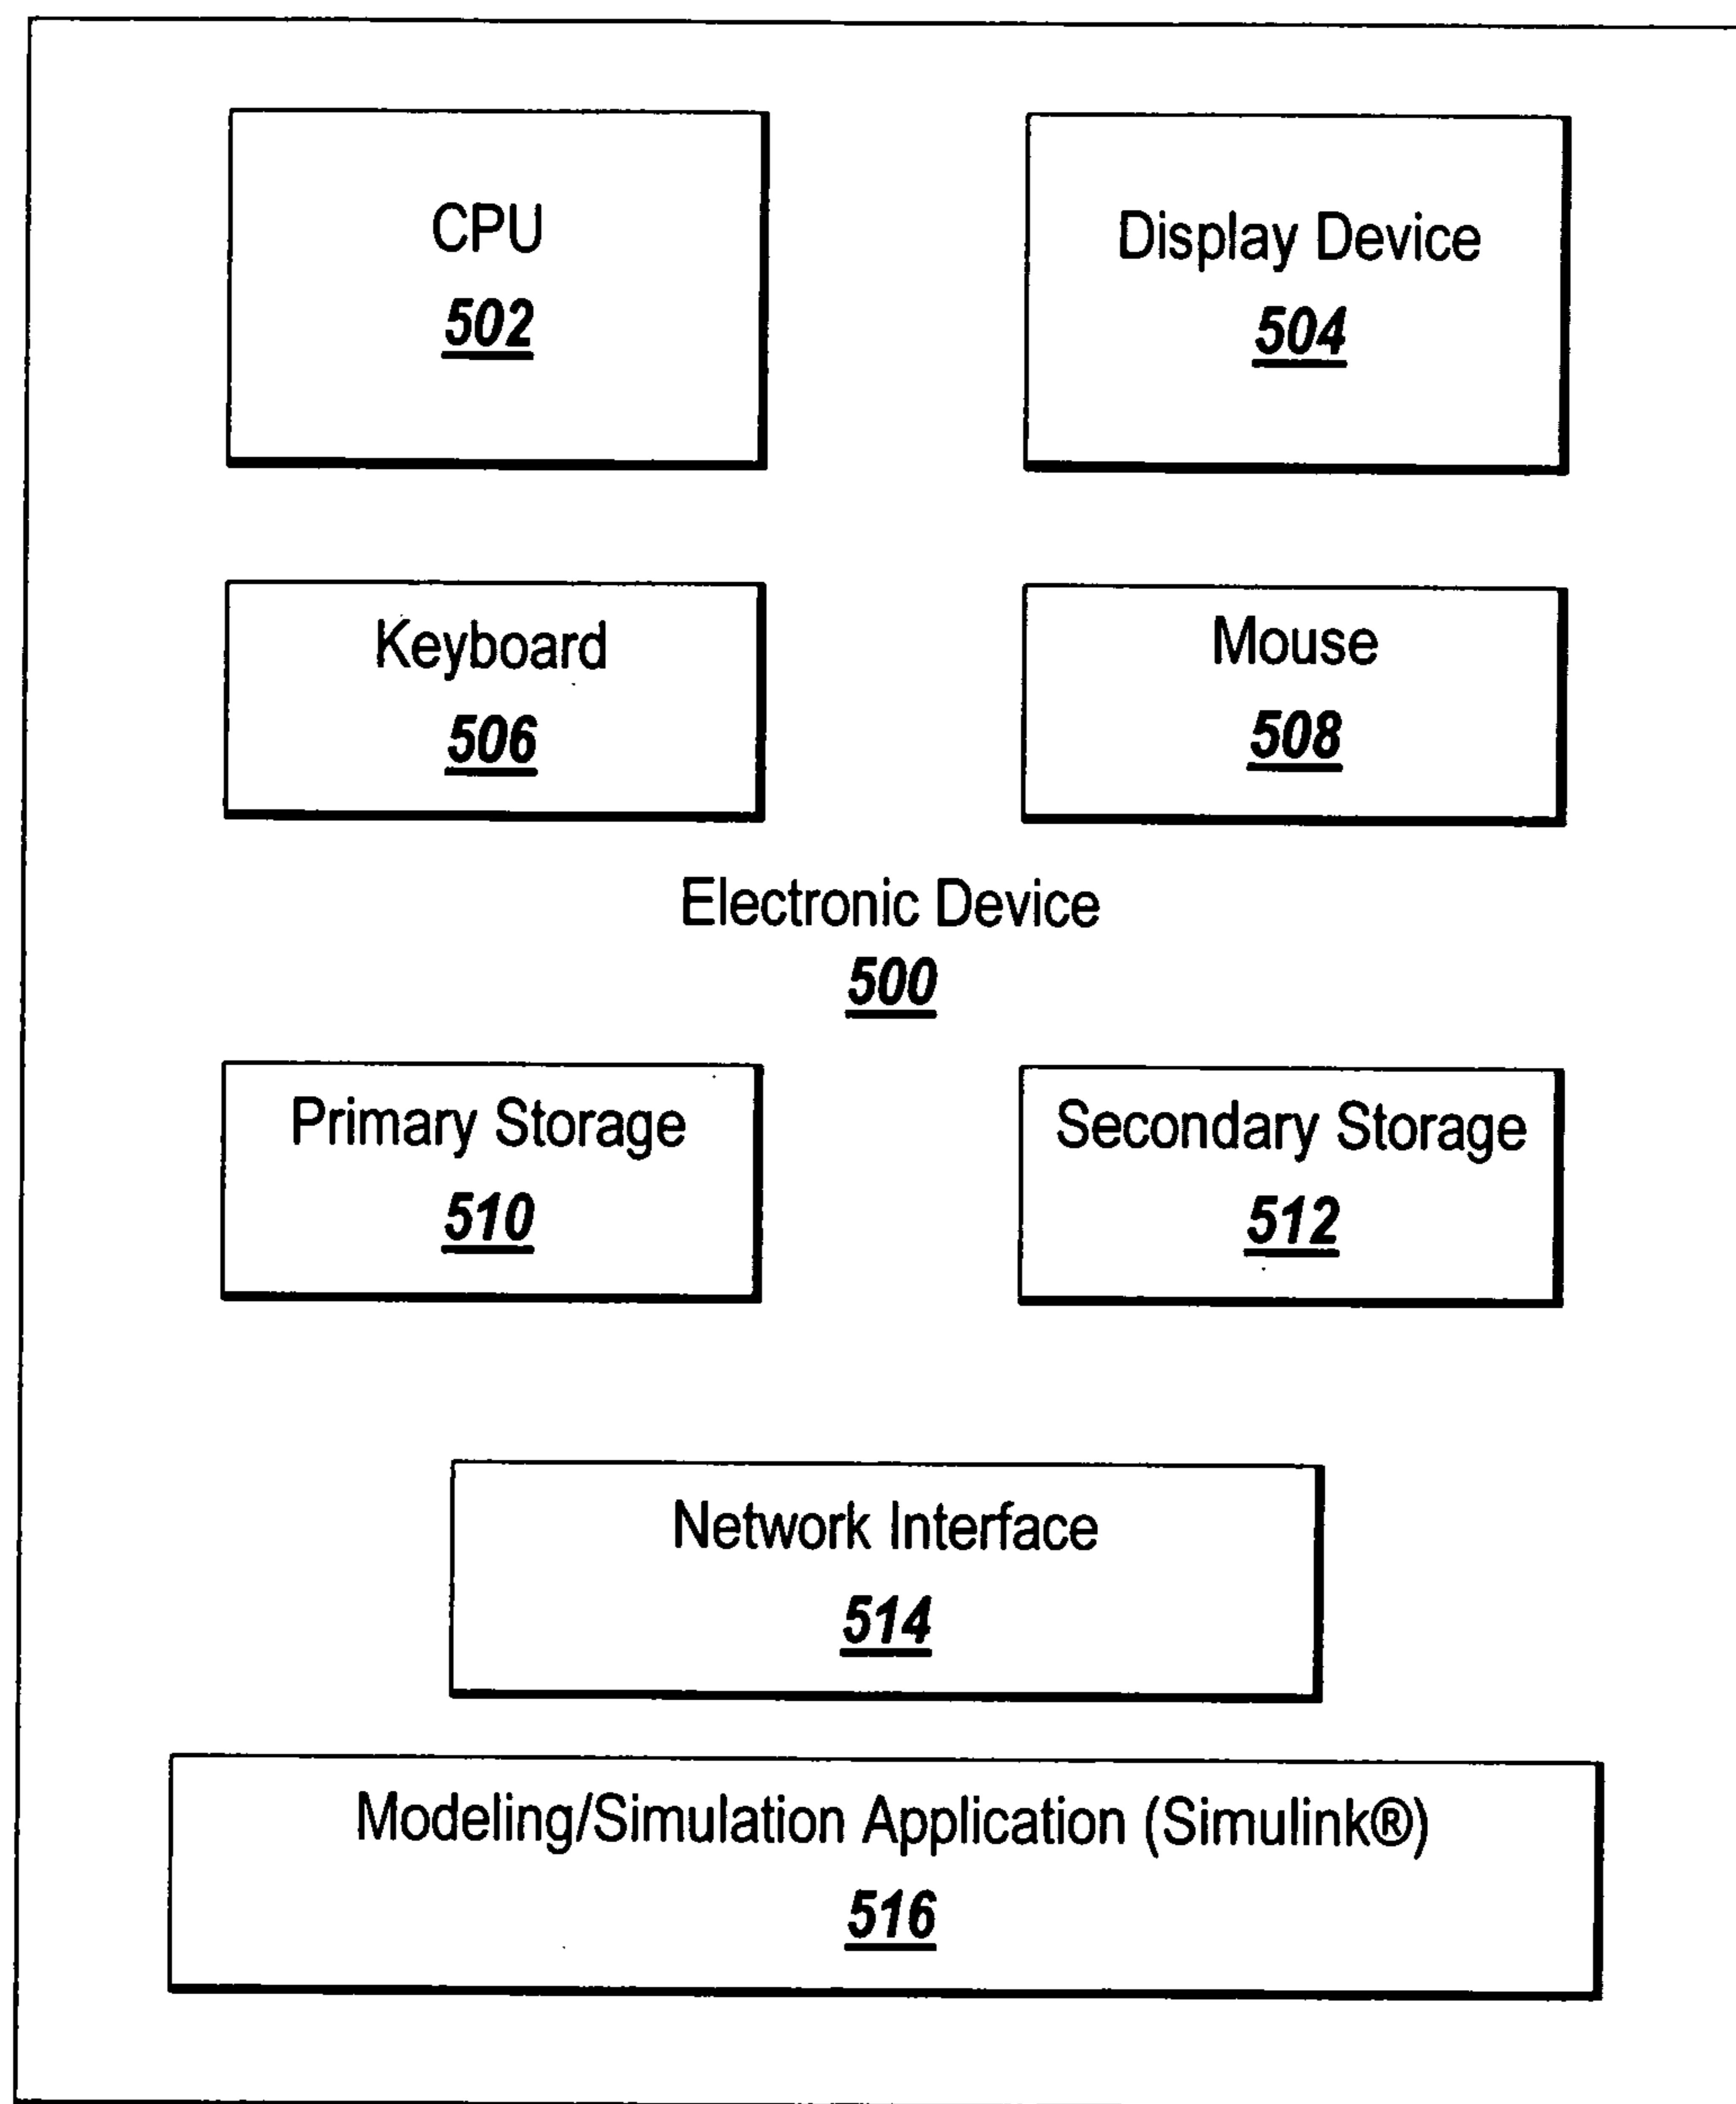 CPU
502
Display Device
504
Keyboard
506
Mouse
508
Electronic Device
500
Primary Storage
510
Secondary Storage
512
Network Interface
514
Modeling/Simulation Application (Simulink®)
516